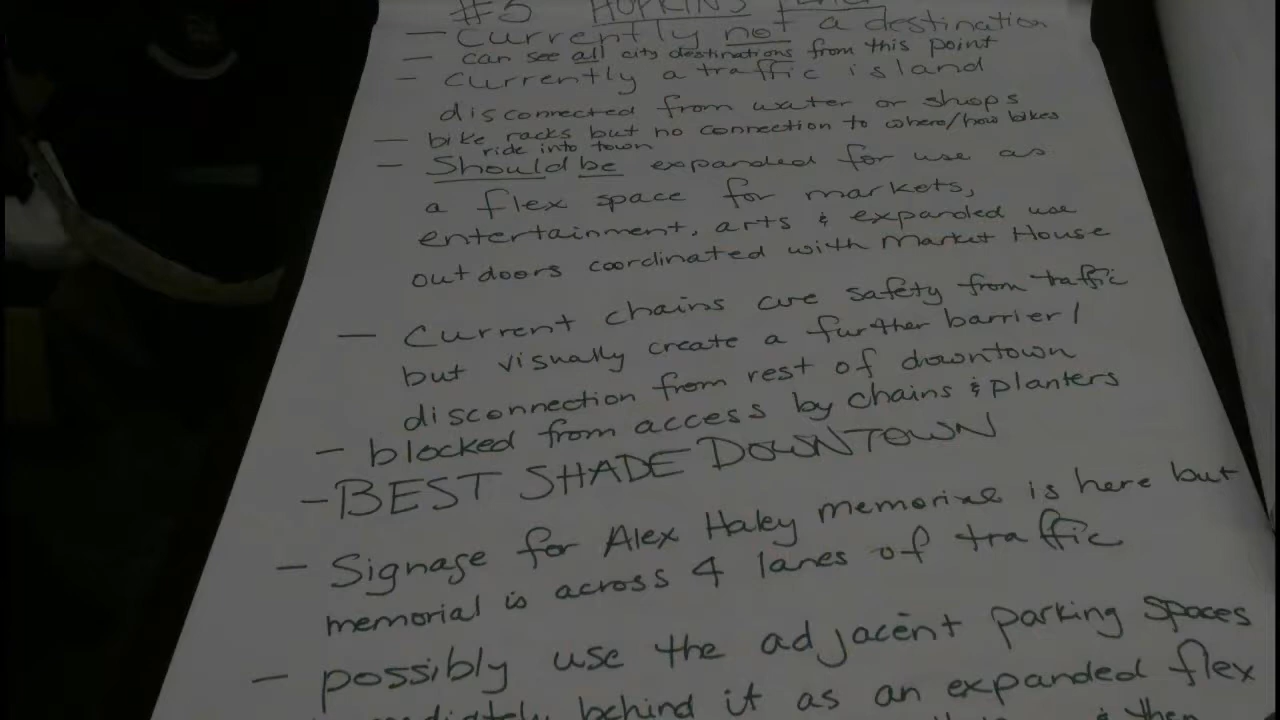 #5 HOPKINS
— Currently not a destination
— can see all city destinations from this point
— Currently a traffic island
disconnected from water or shops
— bike racks but no connection to where/how bikes
ride into town
— Should be expanded for use as
a flex space for markets,
entertainment, arts & expanded use
outdoors coordinated with Market House
— Current chains are safety from traffic
but visually create a further barrier/
disconnection from rest of downtown
— blocked from access by chains & planters
— BEST SHADE DOWNTOWN
— Signage for Alex Haley memorial is here but
memorial is across 4 lanes of traffic
— possibly use the adjacent parking spaces
behind it as an expanded flex
& then